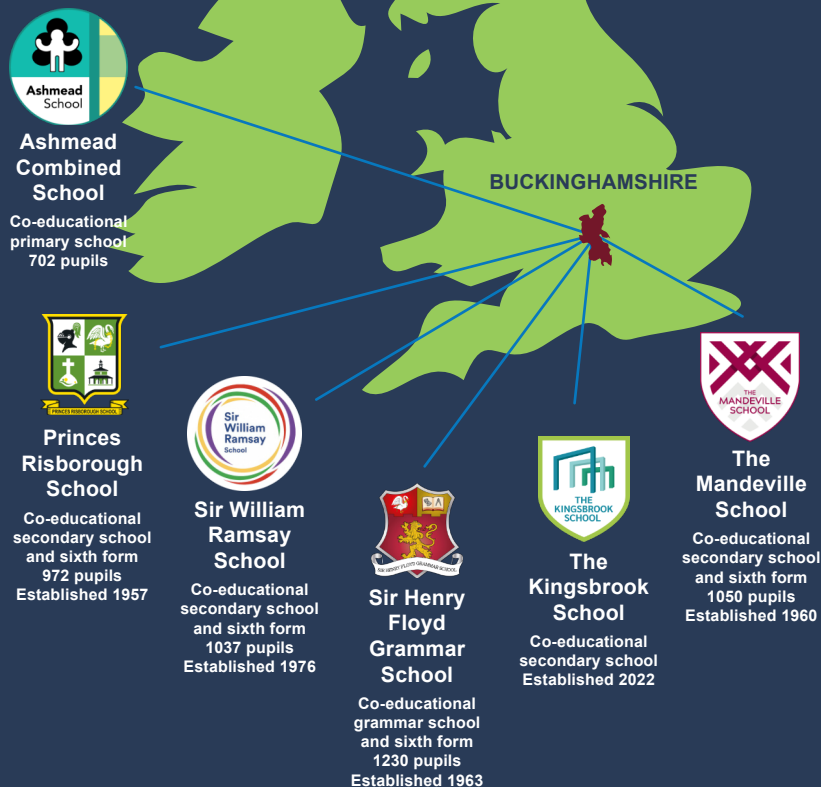 Ashmead
School
Ashmead
Combined
School
Co-educational
primary school
702 pupils
BUCKINGHAMSHIRE
PRINCES RISBOROUGH SCHOOL
Princes
Risborough
School
Co-educational
secondary school
and sixth form
972 pupils
Established 1957
Sir
William
Ramsay
School
Sir William
Ramsay
School
Co-educational
secondary school
and sixth form
1037 pupils
Established 1976
SIR HENRY FLOYD GRAMMAR SCHOOL
Sir Henry
Floyd
Grammar
School
Co-educational
grammar school
and sixth form
1230 pupils
Established 1963
THE
KINGSBROOK
SCHOOL
The
Kingsbrook
School
Co-educational
secondary school
Established 2022
THE
MANDEVILLE
SCHOOL
The
Mandeville
School
Co-educational
secondary school
and sixth form
1050 pupils
Established 1960